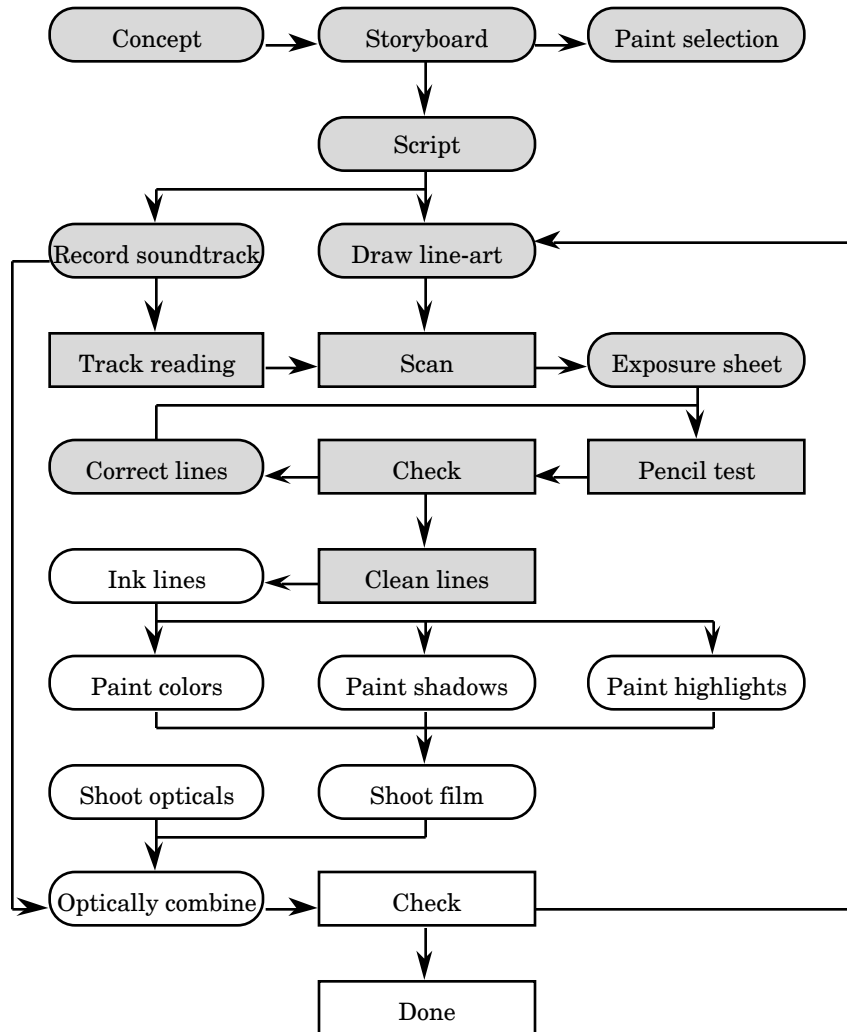 Concept
Storyboard
Paint selection
Script
Record soundtrack
Draw line-art
Track reading
Scan
Exposure sheet
Correct lines
Check
Pencil test
Ink lines
Clean lines
Paint colors
Paint shadows
Paint highlights
Shoot opticals
Shoot film
Optically combine
Check
Done